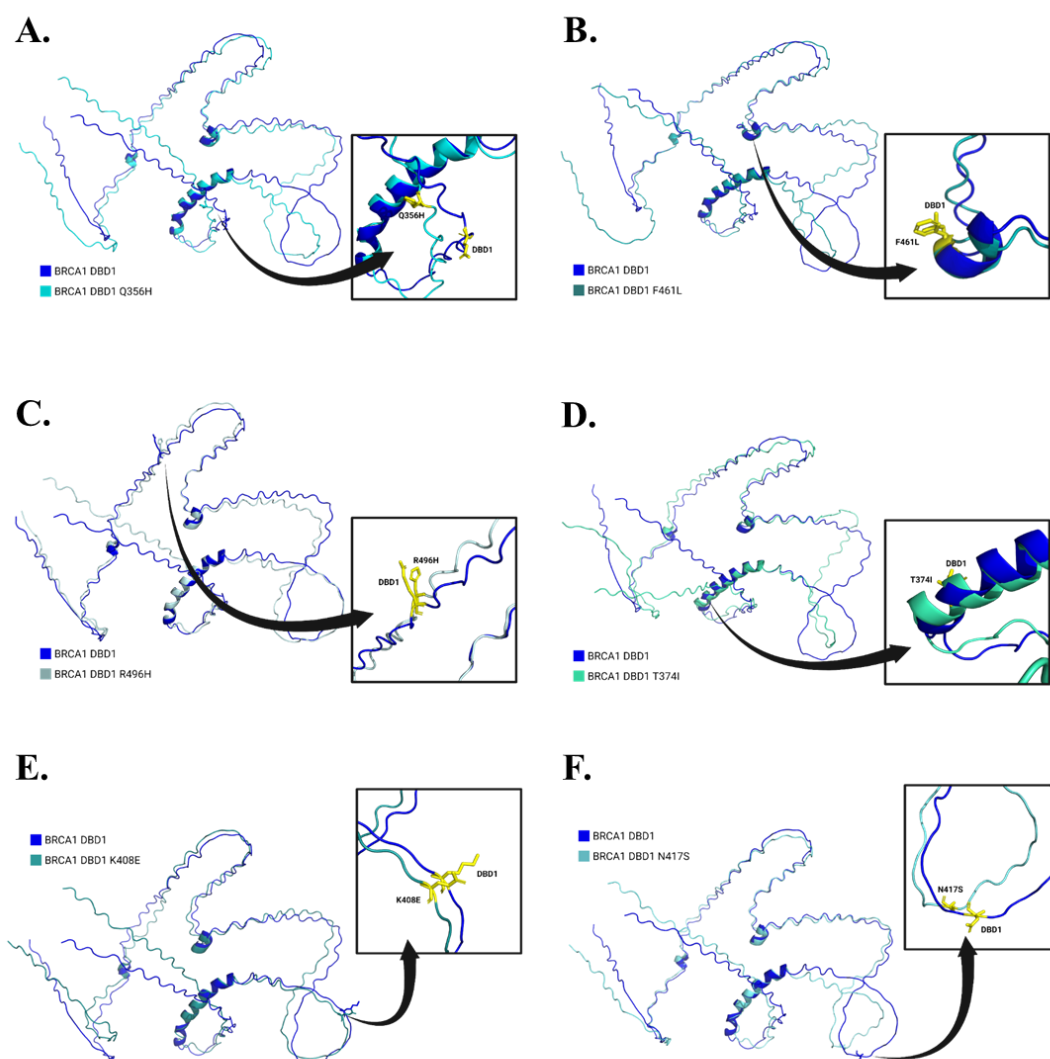 A.
Q356H
DBD1
BRCA1 DBD1
BRCA1 DBD1 Q356H
B.
DBD1
F461L
BRCA1 DBD1
BRCA1 DBD1 F461L
C.
R496H
DBD1
BRCA1 DBD1
BRCA1 DBD1 R496H
D.
DBD1
T374I
BRCA1 DBD1
BRCA1 DBD1 T374I
E.
BRCA1 DBD1
BRCA1 DBD1 K408E
DBD1
K408E
F.
BRCA1 DBD1
BRCA1 DBD1 N417S
N417S
DBD1